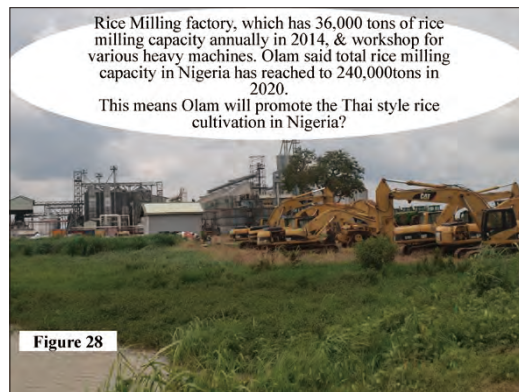 Rice Milling factory, which has 36,000 tons of rice
milling capacity annually in 2014, & workshop for
various heavy machines. Olam said total rice milling
capacity in Nigeria has reached to 240,000tons in
2020.
This means Olam will promote the Thai style rice
cultivation in Nigeria?
CAT
Figure 28